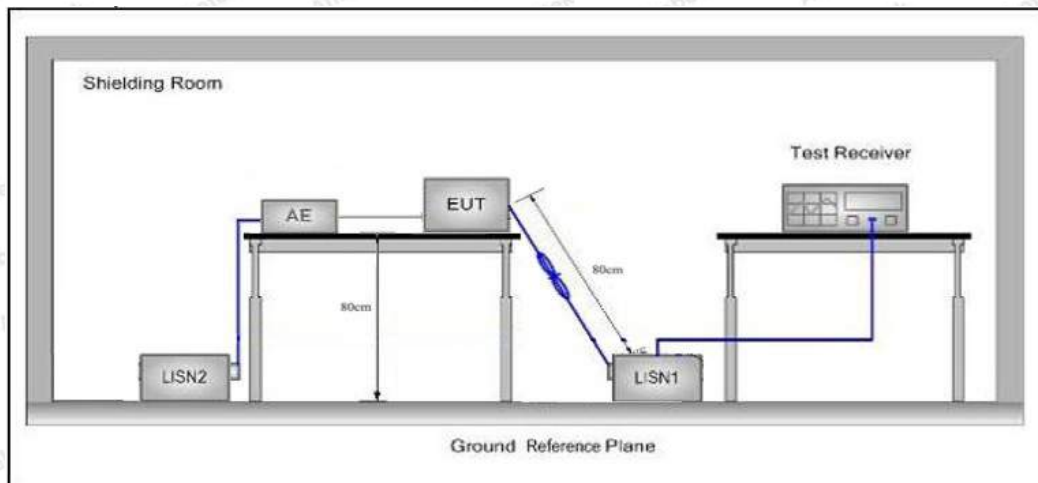 Shielding Room
Test Receiver
AE
EUT
80cm
80cm
LISN2
LISN1
Ground Reference Plane